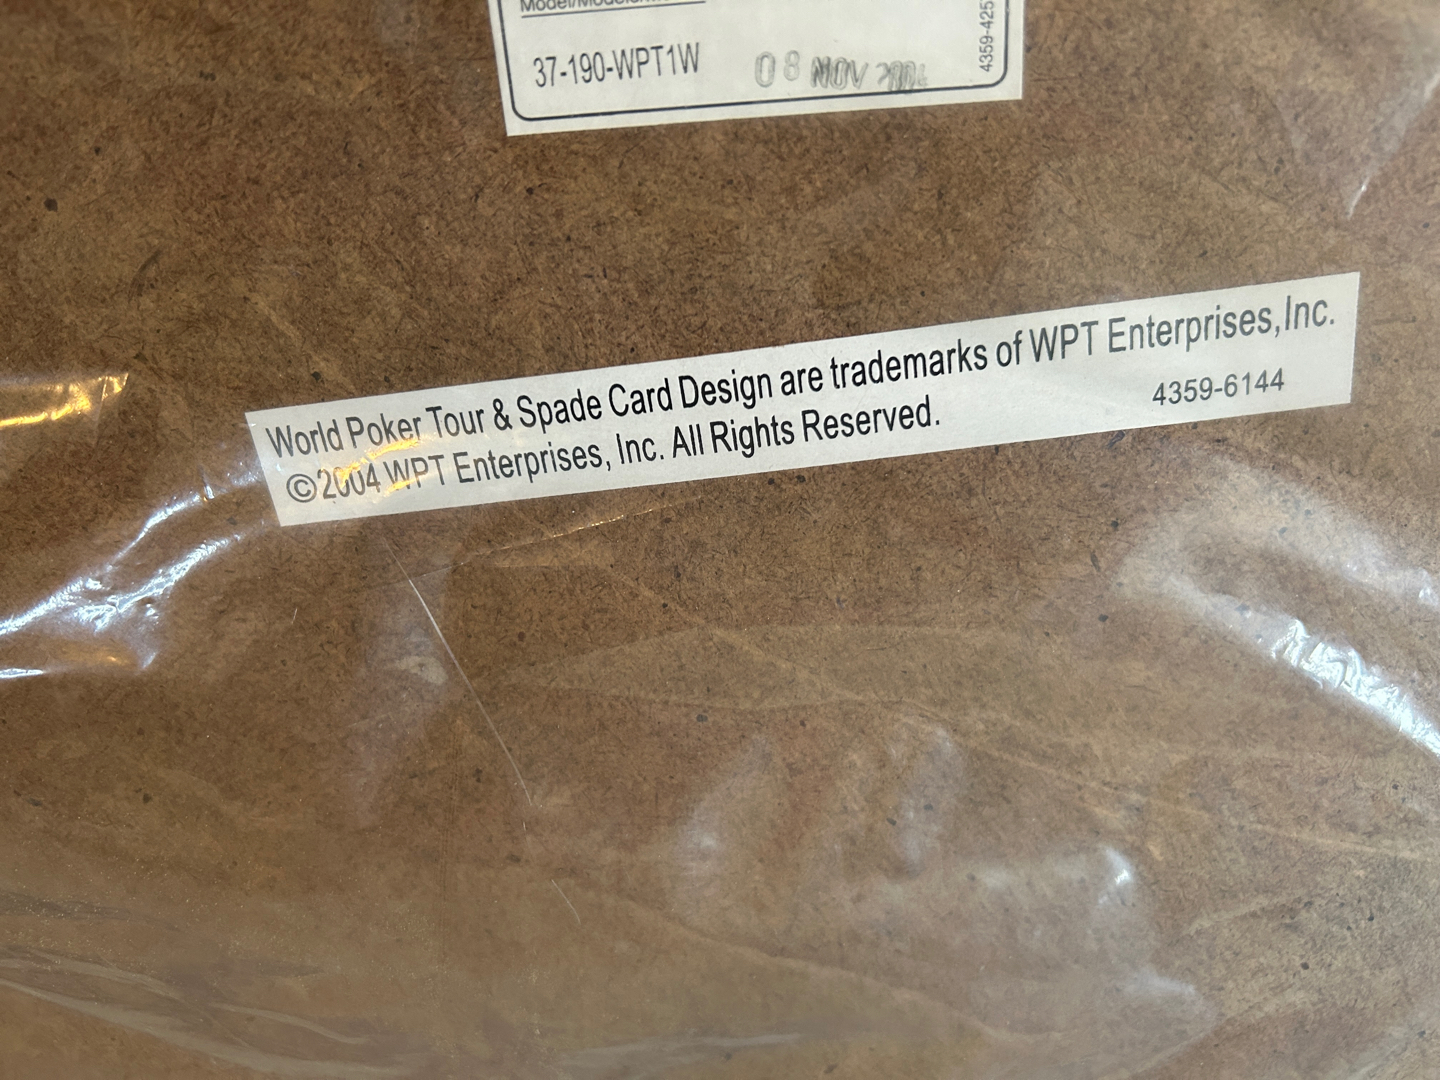 37-190-WPT1W
08 NOV 2004
4359-425
World Poker Tour & Spade Card Design are trademarks of WPT Enterprises,Inc.
©2004 WPT Enterprises, Inc. All Rights Reserved.
4359-6144